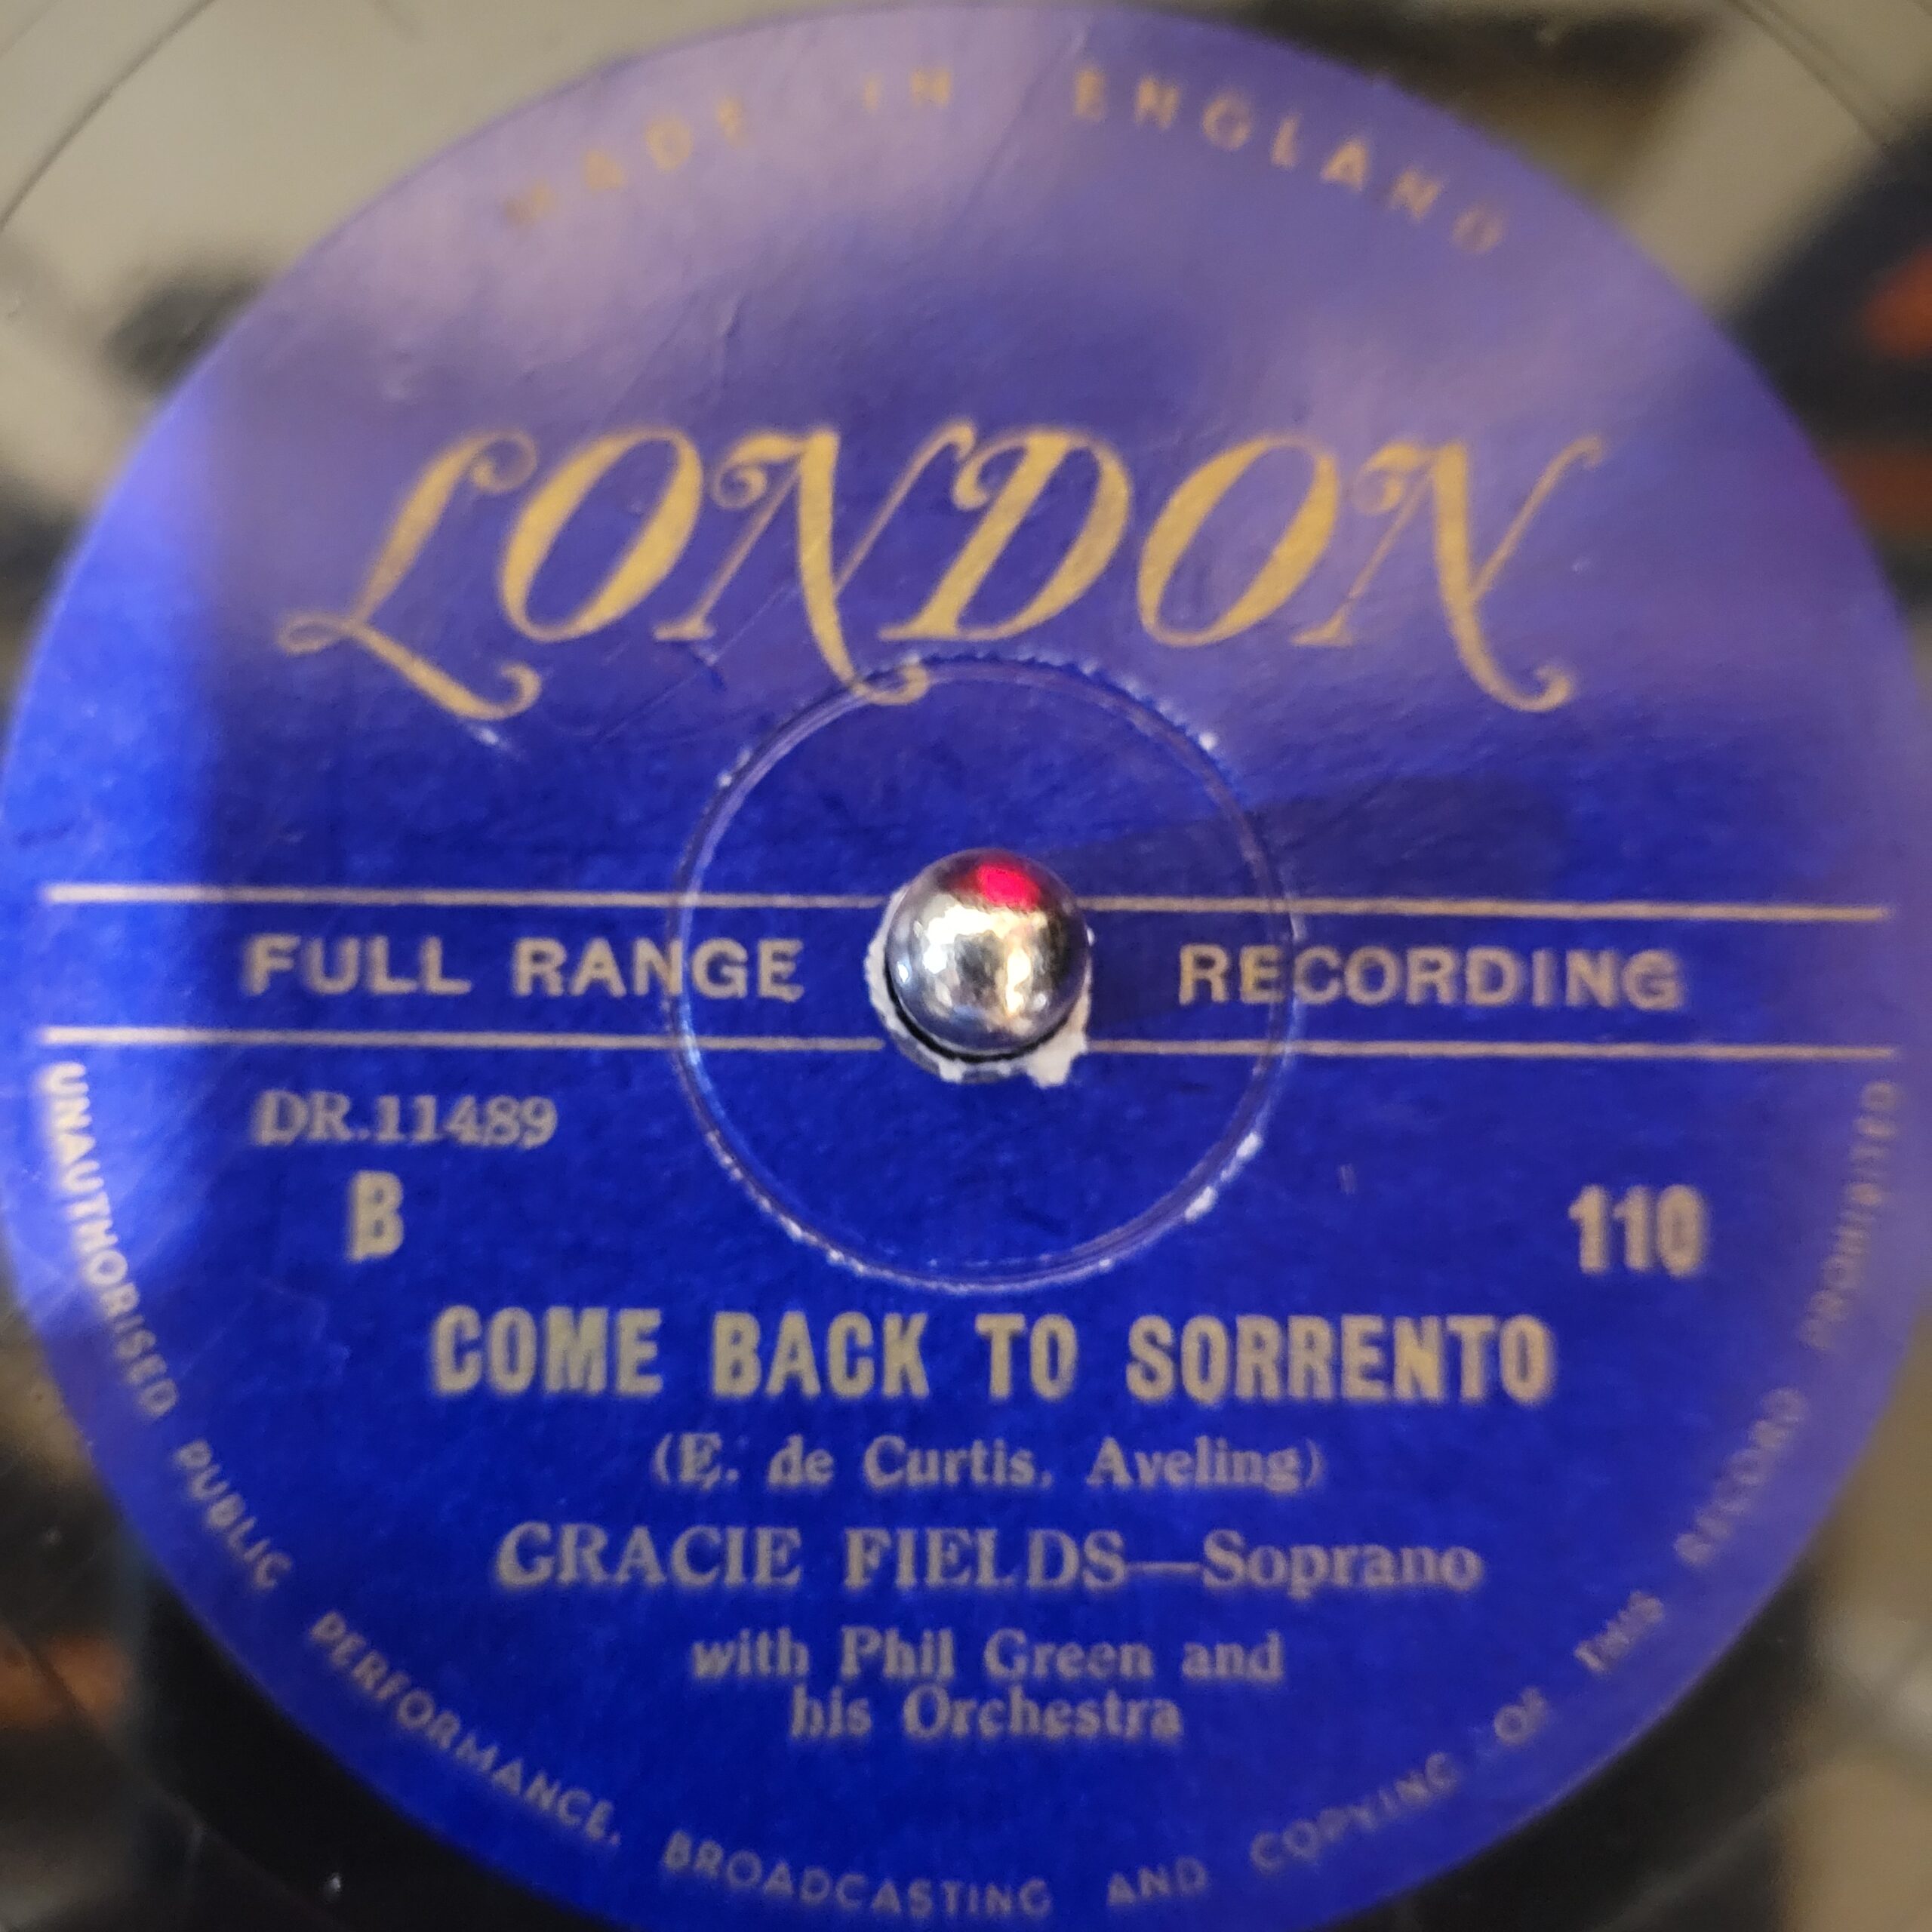 MADE IN ENGLAND
LONDON
FULL RANGE RECORDING
DR.11489
B
110
COME BACK TO SORRENTO
(E. de Curtis, Aveling)
GRACIE FIELDS—Soprano
with Phil Green and
his Orchestra
UNAUTHORISED PUBLIC PERFORMANCE, BROADCASTING AND COPYING OF THIS RECORD PROHIBITED